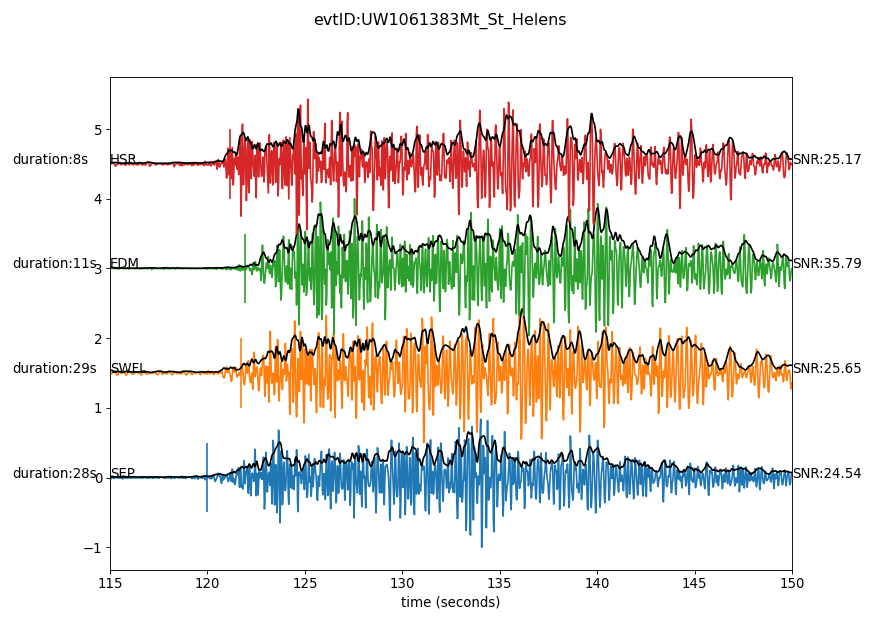 evtID:UW1061383Mt_St_Helens
5
duration:8s HSR SNR:25.17
4
duration:11s 3 EDM SNR:35.79
2
duration:29s SWFL SNR:25.65
1
duration:28s 0 SEP SNR:24.54
−1
115 120 125 130 135 140 145 150
time (seconds)